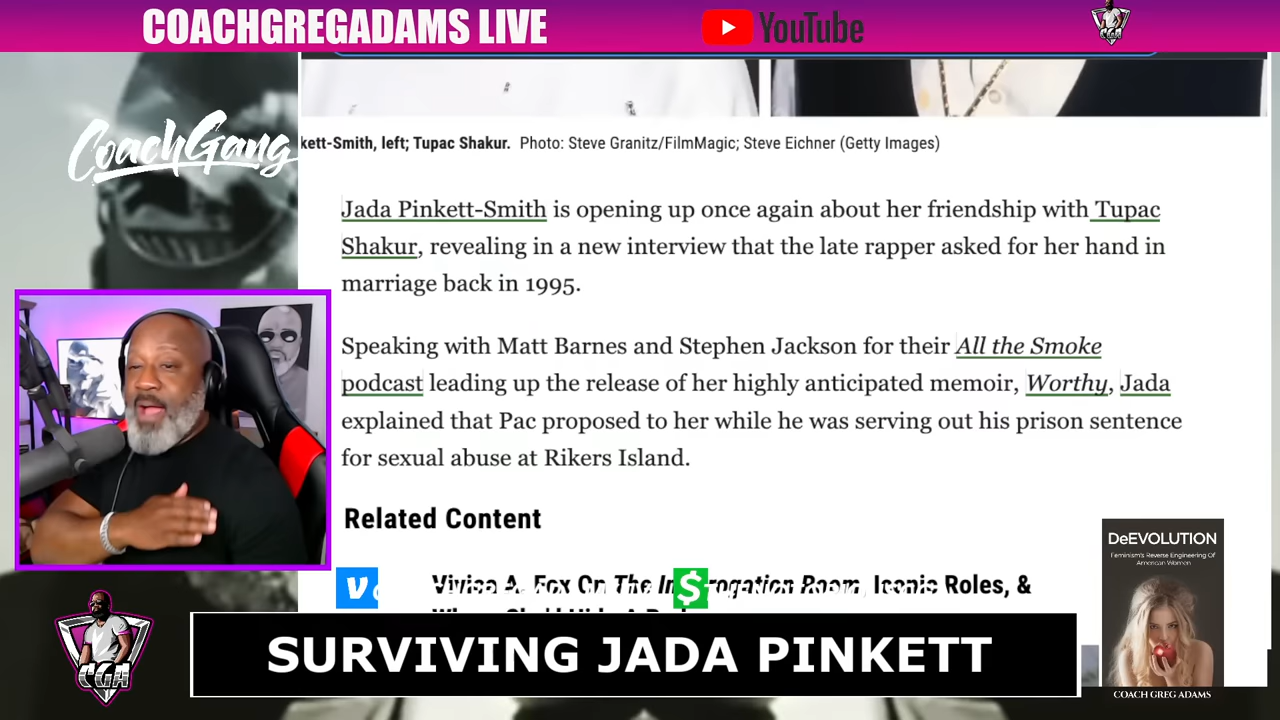 COACHGREGADAMS LIVE
YouTube
CGA
CoachGang
kett-Smith, left; Tupac Shakur. Photo: Steve Granitz/FilmMagic; Steve Eichner (Getty Images)
Jada Pinkett-Smith is opening up once again about her friendship with Tupac
Shakur, revealing in a new interview that the late rapper asked for her hand in
marriage back in 1995.
Speaking with Matt Barnes and Stephen Jackson for their All the Smoke
podcast leading up the release of her highly anticipated memoir, Worthy, Jada
explained that Pac proposed to her while he was serving out his prison sentence
for sexual abuse at Rikers Island.
Related Content
Vivica A. Fox On The Interrogation Room, Iconic Roles, &
SURVIVING JADA PINKETT
CGA
DeEVOLUTION
Feminism's Reverse Engineering Of
American Women
COACH GREG ADAMS